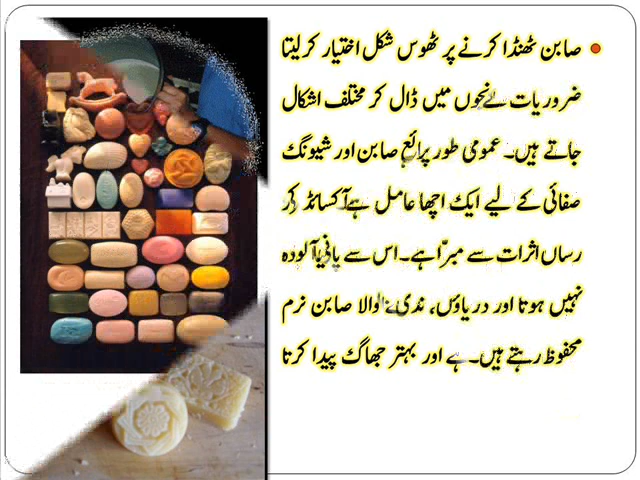 صابن ٹھنڈا کرنے پر ٹھوس شکل اختیار کر لیتا
ضروریات سانچوں میں ڈال کر مختلف اشکال
جاتے ہیں۔ عمومی طور پر مائع صابن اور شیونگ
صفائی کے لیے ایک اچھا عامل ہے آکسائڈ کر
رساں اثرات سے مبرّا ہے۔ اس سے پانی آلودہ
نہیں ہوتا اور دریاؤں، ندی والا صابن نرم
محفوظ رہتے ہیں۔ ہے اور بہتر جھاگ پیدا کرتا